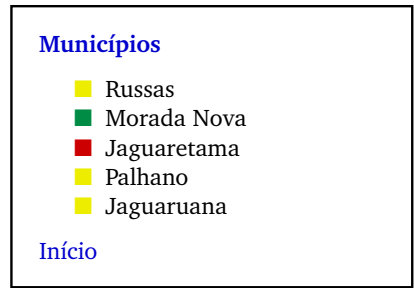 Municípios
Russas
Morada Nova
Jaguaretama
Palhano
Jaguaruana
Início